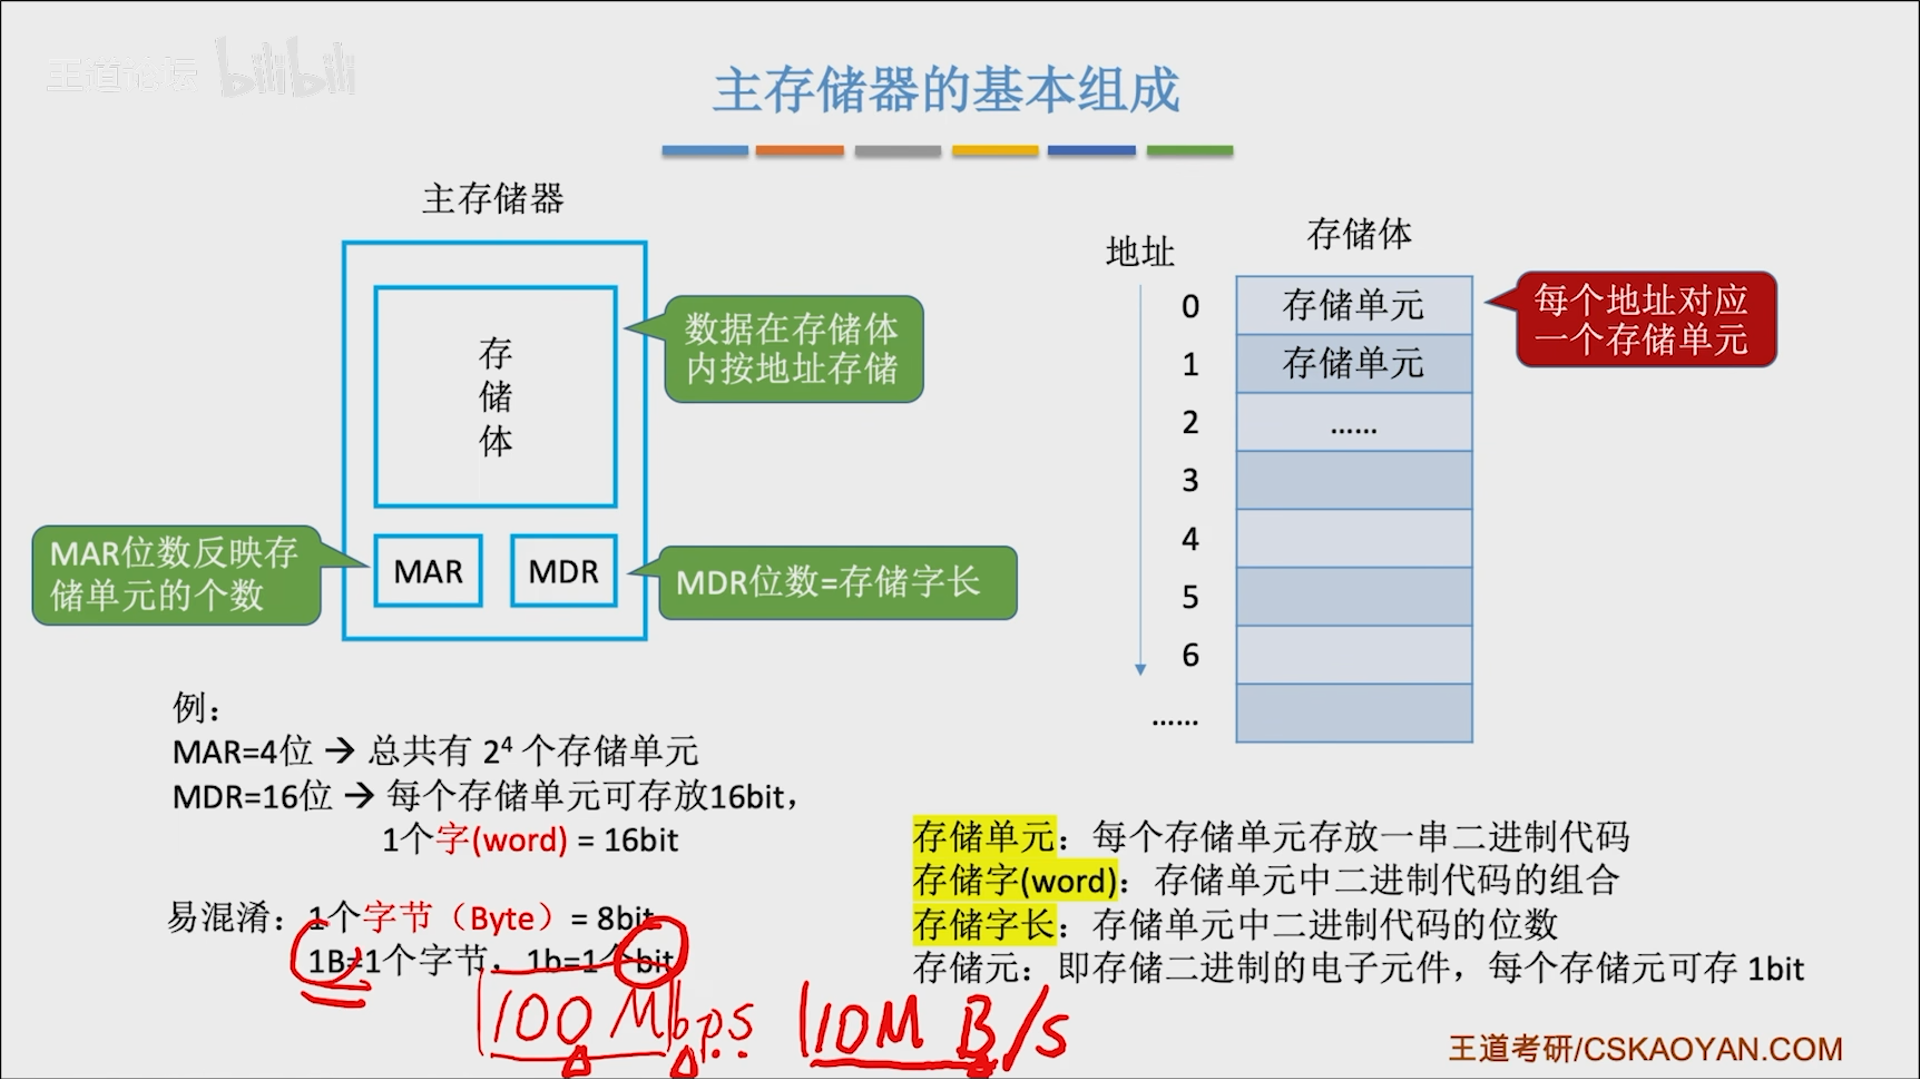 王道论坛 bilibili
主存储器的基本组成
主存储器
存
储
体
MAR
MDR
数据在存储体
内按地址存储
MAR位数反映存
储单元的个数
MDR位数=存储字长
地址
存储体
0 存储单元
1 存储单元
2 ……
3
4
5
6
……
每个地址对应
一个存储单元
例：
MAR=4位 → 总共有 2⁴ 个存储单元
MDR=16位 → 每个存储单元可存放16bit，
1个字(word) = 16bit
易混淆：1个字节（Byte）= 8bit
1B=1个字节，1b=1个bit
100 Mbps 110M B/s
存储单元：每个存储单元存放一串二进制代码
存储字(word)：存储单元中二进制代码的组合
存储字长：存储单元中二进制代码的位数
存储元：即存储二进制的电子元件，每个存储元可存 1bit
王道考研/CSKAOYAN.COM